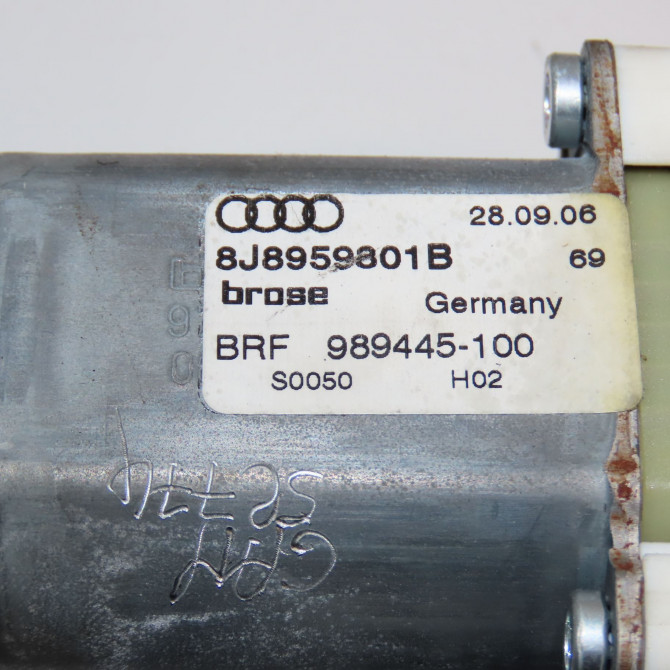 28.09.06
8J8959801B 69
brose Germany
BRF 989445-100
S0050 H02